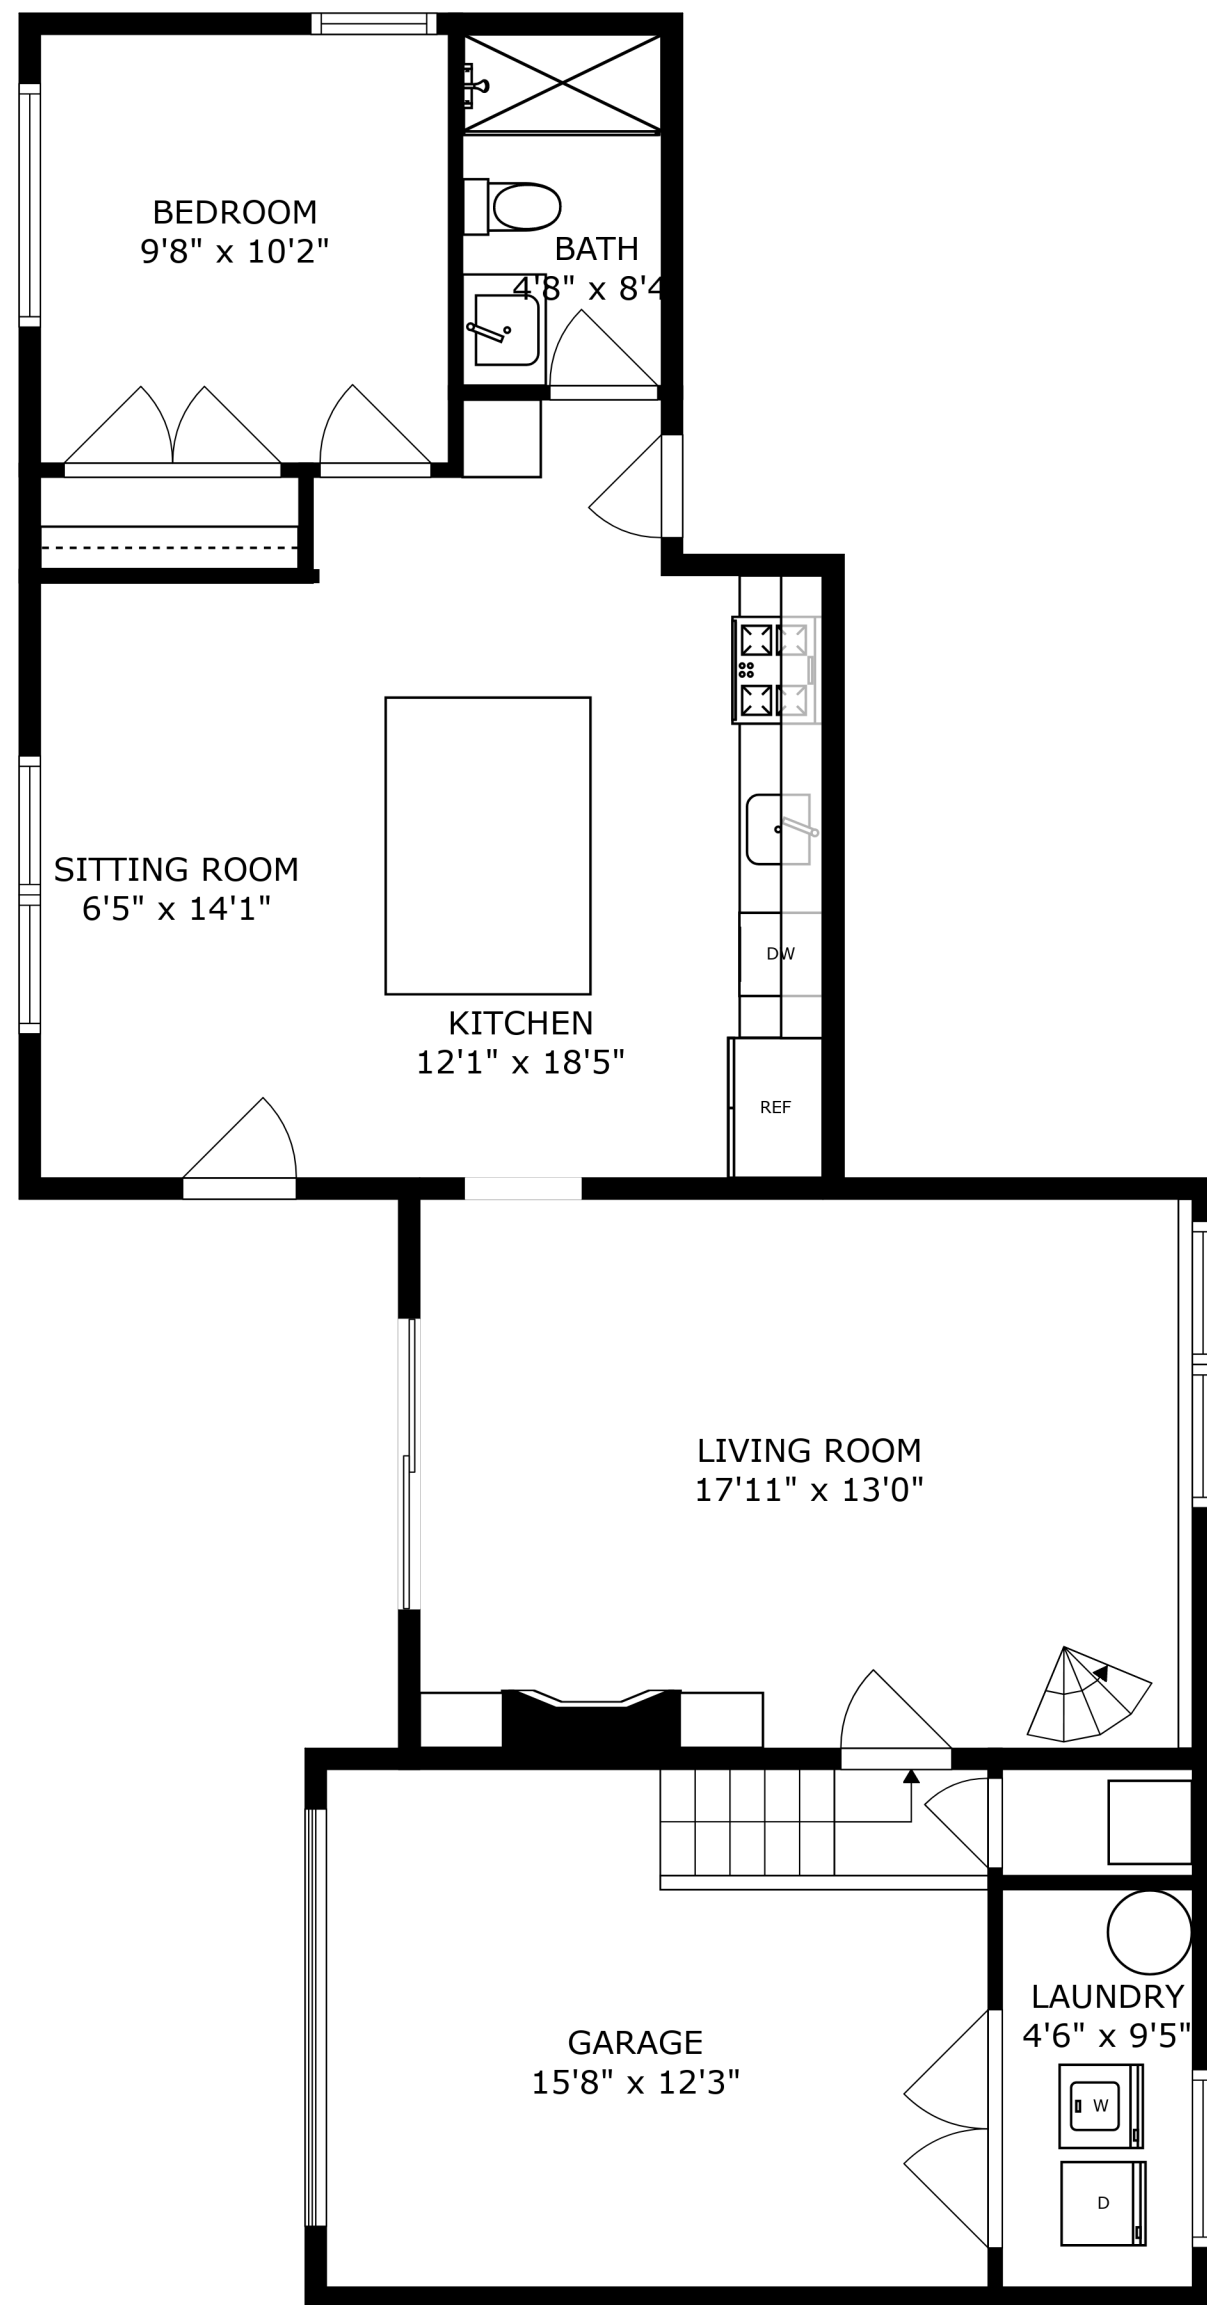 BEDROOM
9'8" x 10'2"
BATH
4'8" x 8'4
SITTING ROOM
6'5" x 14'1"
DW
KITCHEN
12'1" x 18'5"
REF
LIVING ROOM
17'11" x 13'0"
LAUNDRY
4'6" x 9'5"
GARAGE
15'8" x 12'3"
W
D